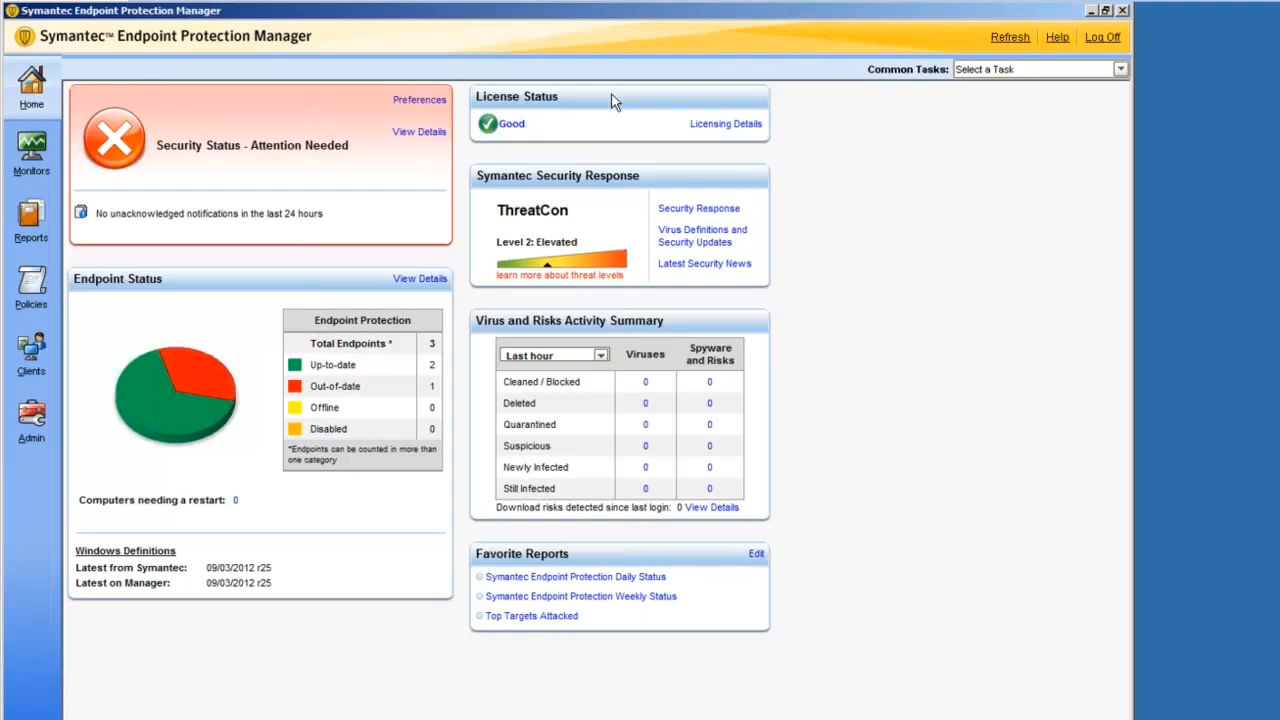 Symantec Endpoint Protection Manager
Symantec™ Endpoint Protection Manager
Refresh Help Log Off
Common Tasks: Select a Task
Home
Monitors
Reports
Policies
Clients
Admin
Preferences
View Details
Security Status - Attention Needed
No unacknowledged notifications in the last 24 hours
Endpoint Status View Details
Endpoint Protection
Total Endpoints * 3
Up-to-date 2
Out-of-date 1
Offline 0
Disabled 0
*Endpoints can be counted in more than
one category
Computers needing a restart: 0
Windows Definitions
Latest from Symantec: 09/03/2012 r25
Latest on Manager: 09/03/2012 r25
License Status
Good Licensing Details
Symantec Security Response
ThreatCon
Level 2: Elevated
learn more about threat levels
Security Response
Virus Definitions and
Security Updates
Latest Security News
Virus and Risks Activity Summary
Last hour Viruses Spyware
and Risks
Cleaned / Blocked 0 0
Deleted 0 0
Quarantined 0 0
Suspicious 0 0
Newly Infected 0 0
Still Infected 0 0
Download risks detected since last login: 0 View Details
Favorite Reports Edit
Symantec Endpoint Protection Daily Status
Symantec Endpoint Protection Weekly Status
Top Targets Attacked